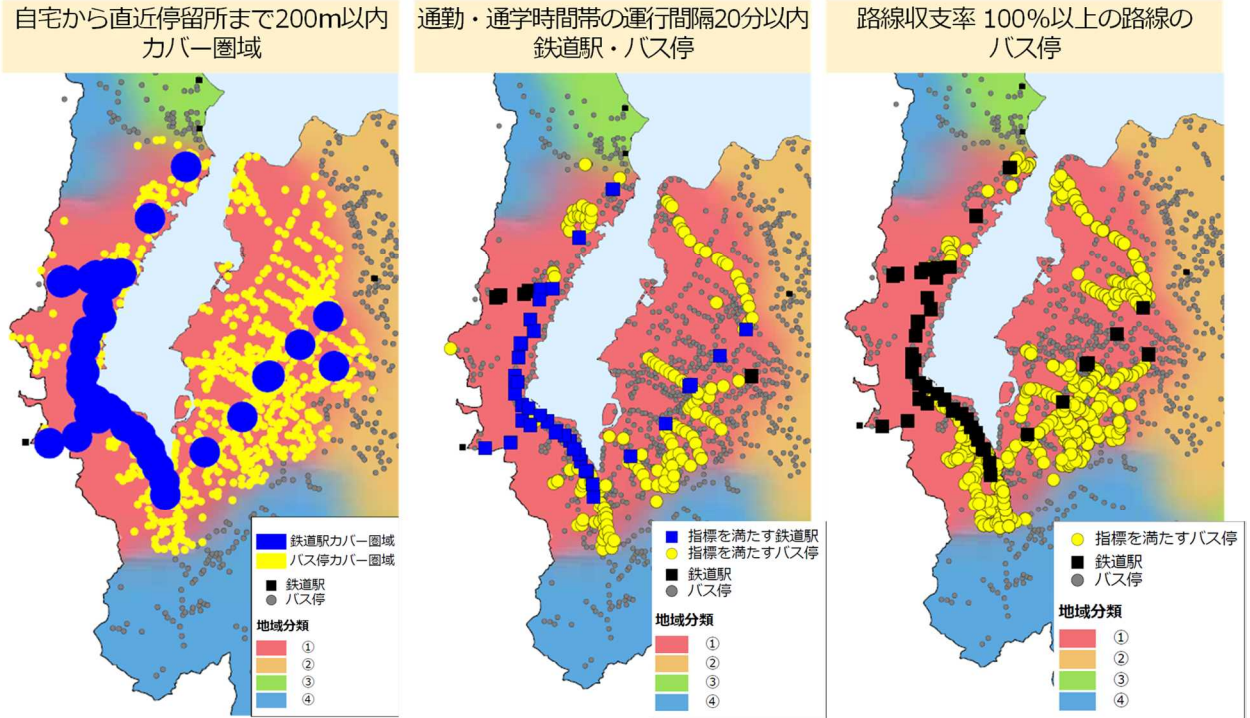 自宅から直近停留所まで200m以内
カバー圏域
鉄道駅カバー圏域
バス停カバー圏域
鉄道駅
バス停
地域分類
①
②
③
④
通勤・通学時間帯の運行間隔20分以内
鉄道駅・バス停
指標を満たす鉄道駅
指標を満たすバス停
鉄道駅
バス停
地域分類
①
②
③
④
路線収支率 100%以上の路線の
バス停
指標を満たすバス停
鉄道駅
バス停
地域分類
①
②
③
④